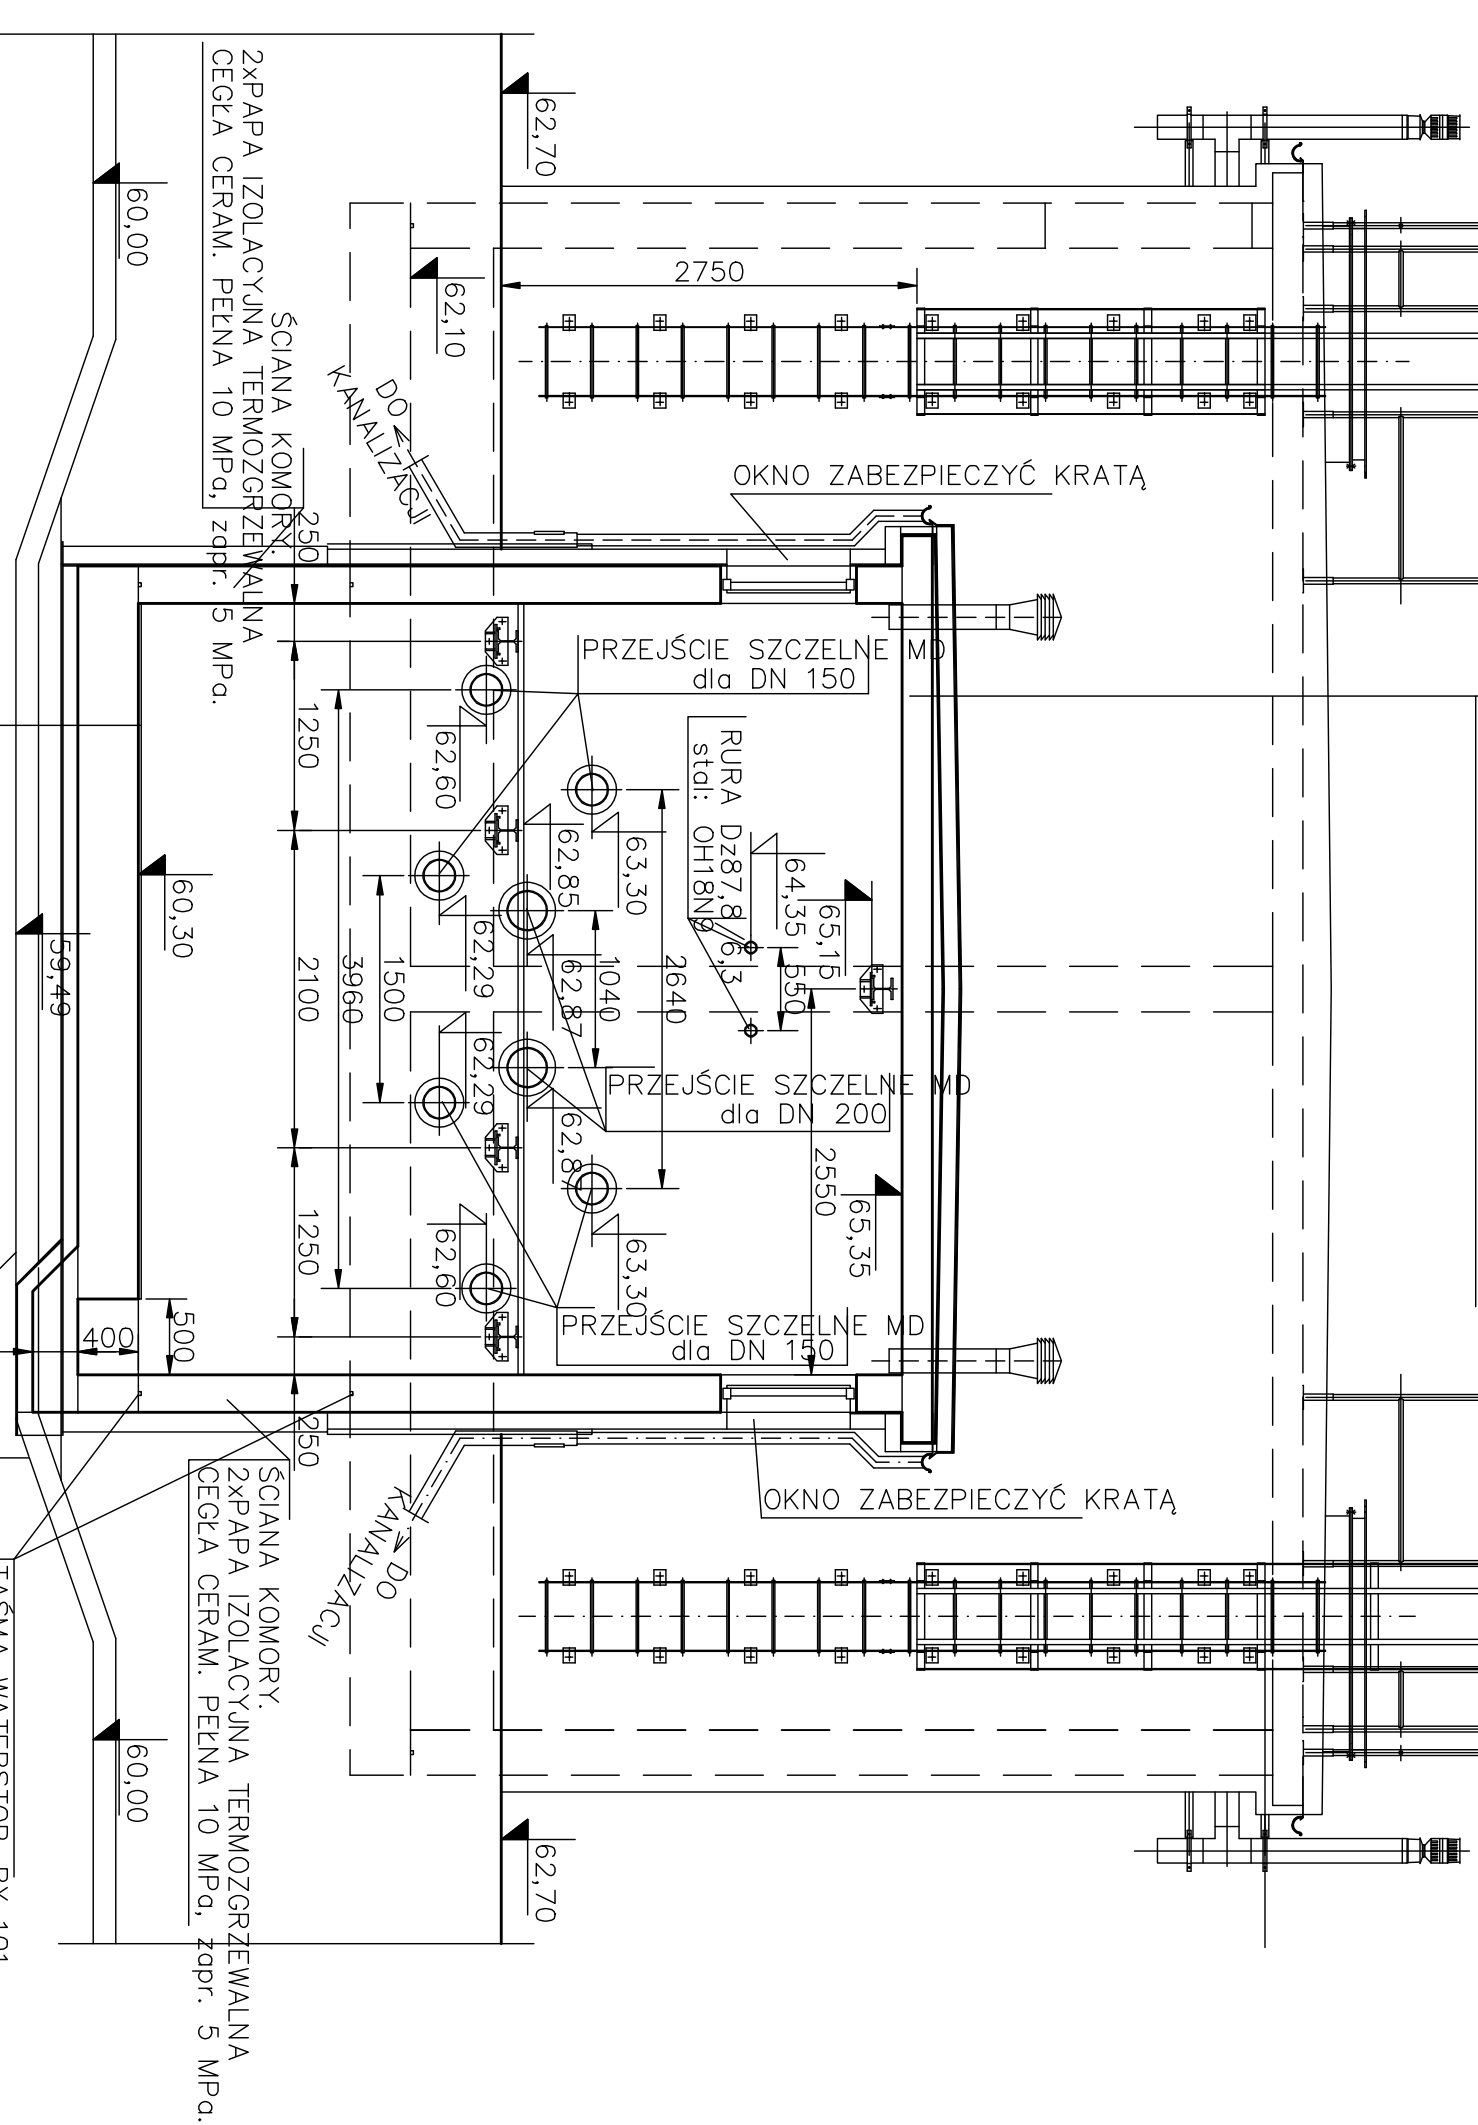 62,70
60,00
2xPAPA IZOLACYJNA TERMOZGRZEWALNA
CEGŁA CERAM. PEŁNA 10 MPa, zapr. 5 MPa.
ŚCIANA KOMORY.
62,10
2750
DO
KANALIZACJI
OKNO ZABEZPIECZYĆ KRATĄ
250
PRZEJŚCIE SZCZELNE MD
dla DN 150
1250
62,60
62,85
63,30
RURA Dz87,8 6,3
stal: OH18N9
64,35
65,15
550
60,30
59,49
2100
3960
1500
62,29
62,87
1040
2640
62,29
PRZEJŚCIE SZCZELNE MD
dla DN 200
62,87
2550
65,35
1250
62,60
63,30
PRZEJŚCIE SZCZELNE MD
dla DN 150
400
500
250
OKNO ZABEZPIECZYĆ KRATĄ
DO
KANALIZACJI
ŚCIANA KOMORY.
2xPAPA IZOLACYJNA TERMOZGRZEWALNA
CEGŁA CERAM. PEŁNA 10 MPa, zapr. 5 MPa.
TAŚMA WATERSTOP RX 101
60,00
62,70